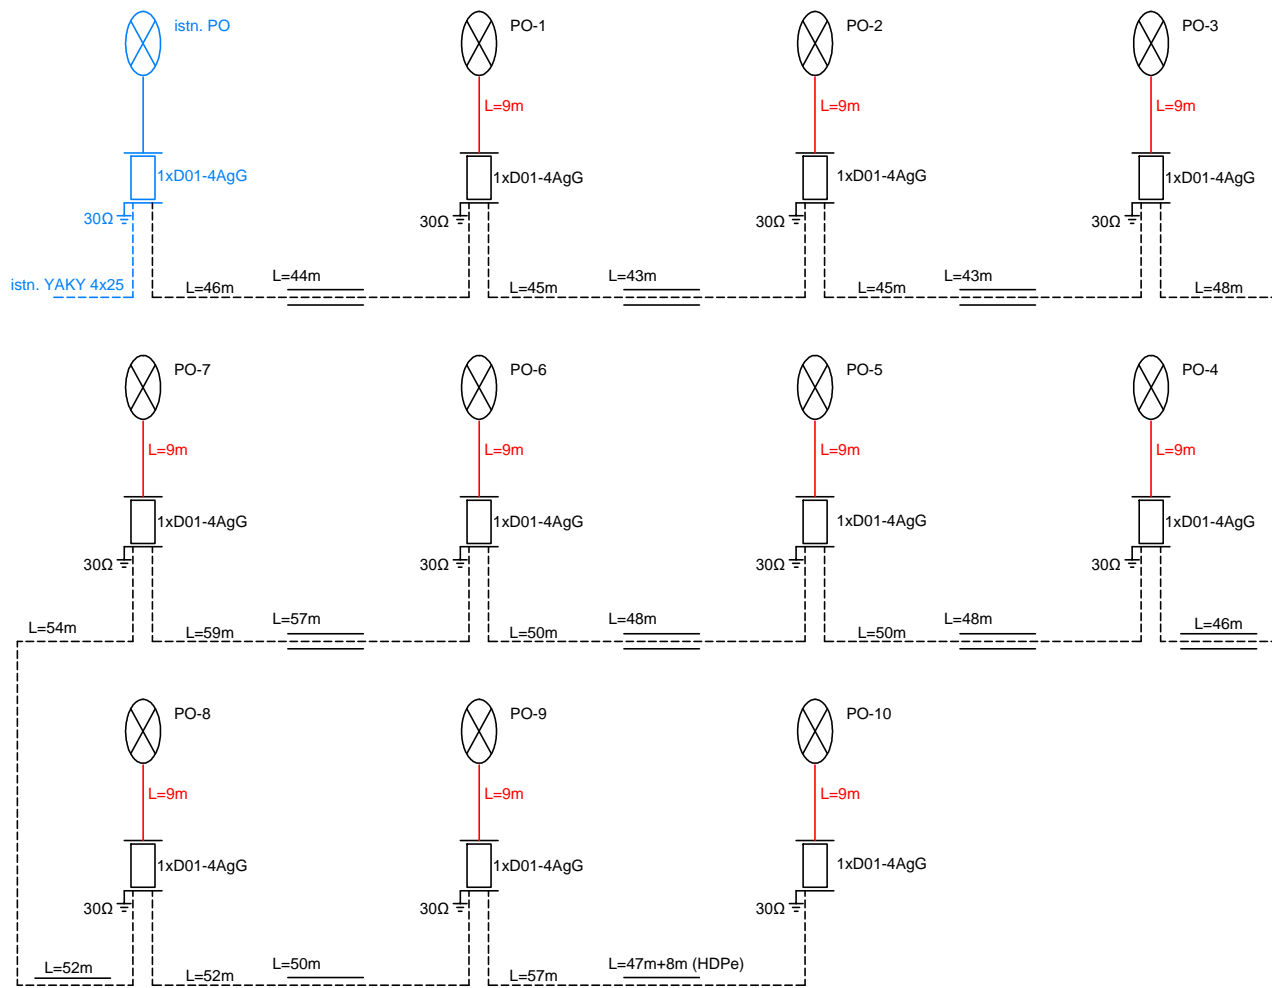 istn. PO
PO-1
PO-2
PO-3
L=9m
L=9m
L=9m
1xD01-4AgG
1xD01-4AgG
1xD01-4AgG
1xD01-4AgG
30Ω
30Ω
30Ω
30Ω
istn. YAKY 4x25
L=46m
L=44m
L=45m
L=43m
L=45m
L=43m
L=48m
PO-7
PO-6
PO-5
PO-4
L=9m
L=9m
L=9m
L=9m
1xD01-4AgG
1xD01-4AgG
1xD01-4AgG
1xD01-4AgG
30Ω
30Ω
30Ω
30Ω
L=54m
L=59m
L=57m
L=50m
L=48m
L=50m
L=48m
L=46m
PO-8
PO-9
PO-10
L=9m
L=9m
L=9m
1xD01-4AgG
1xD01-4AgG
1xD01-4AgG
30Ω
30Ω
30Ω
L=52m
L=52m
L=50m
L=57m
L=47m+8m (HDPe)